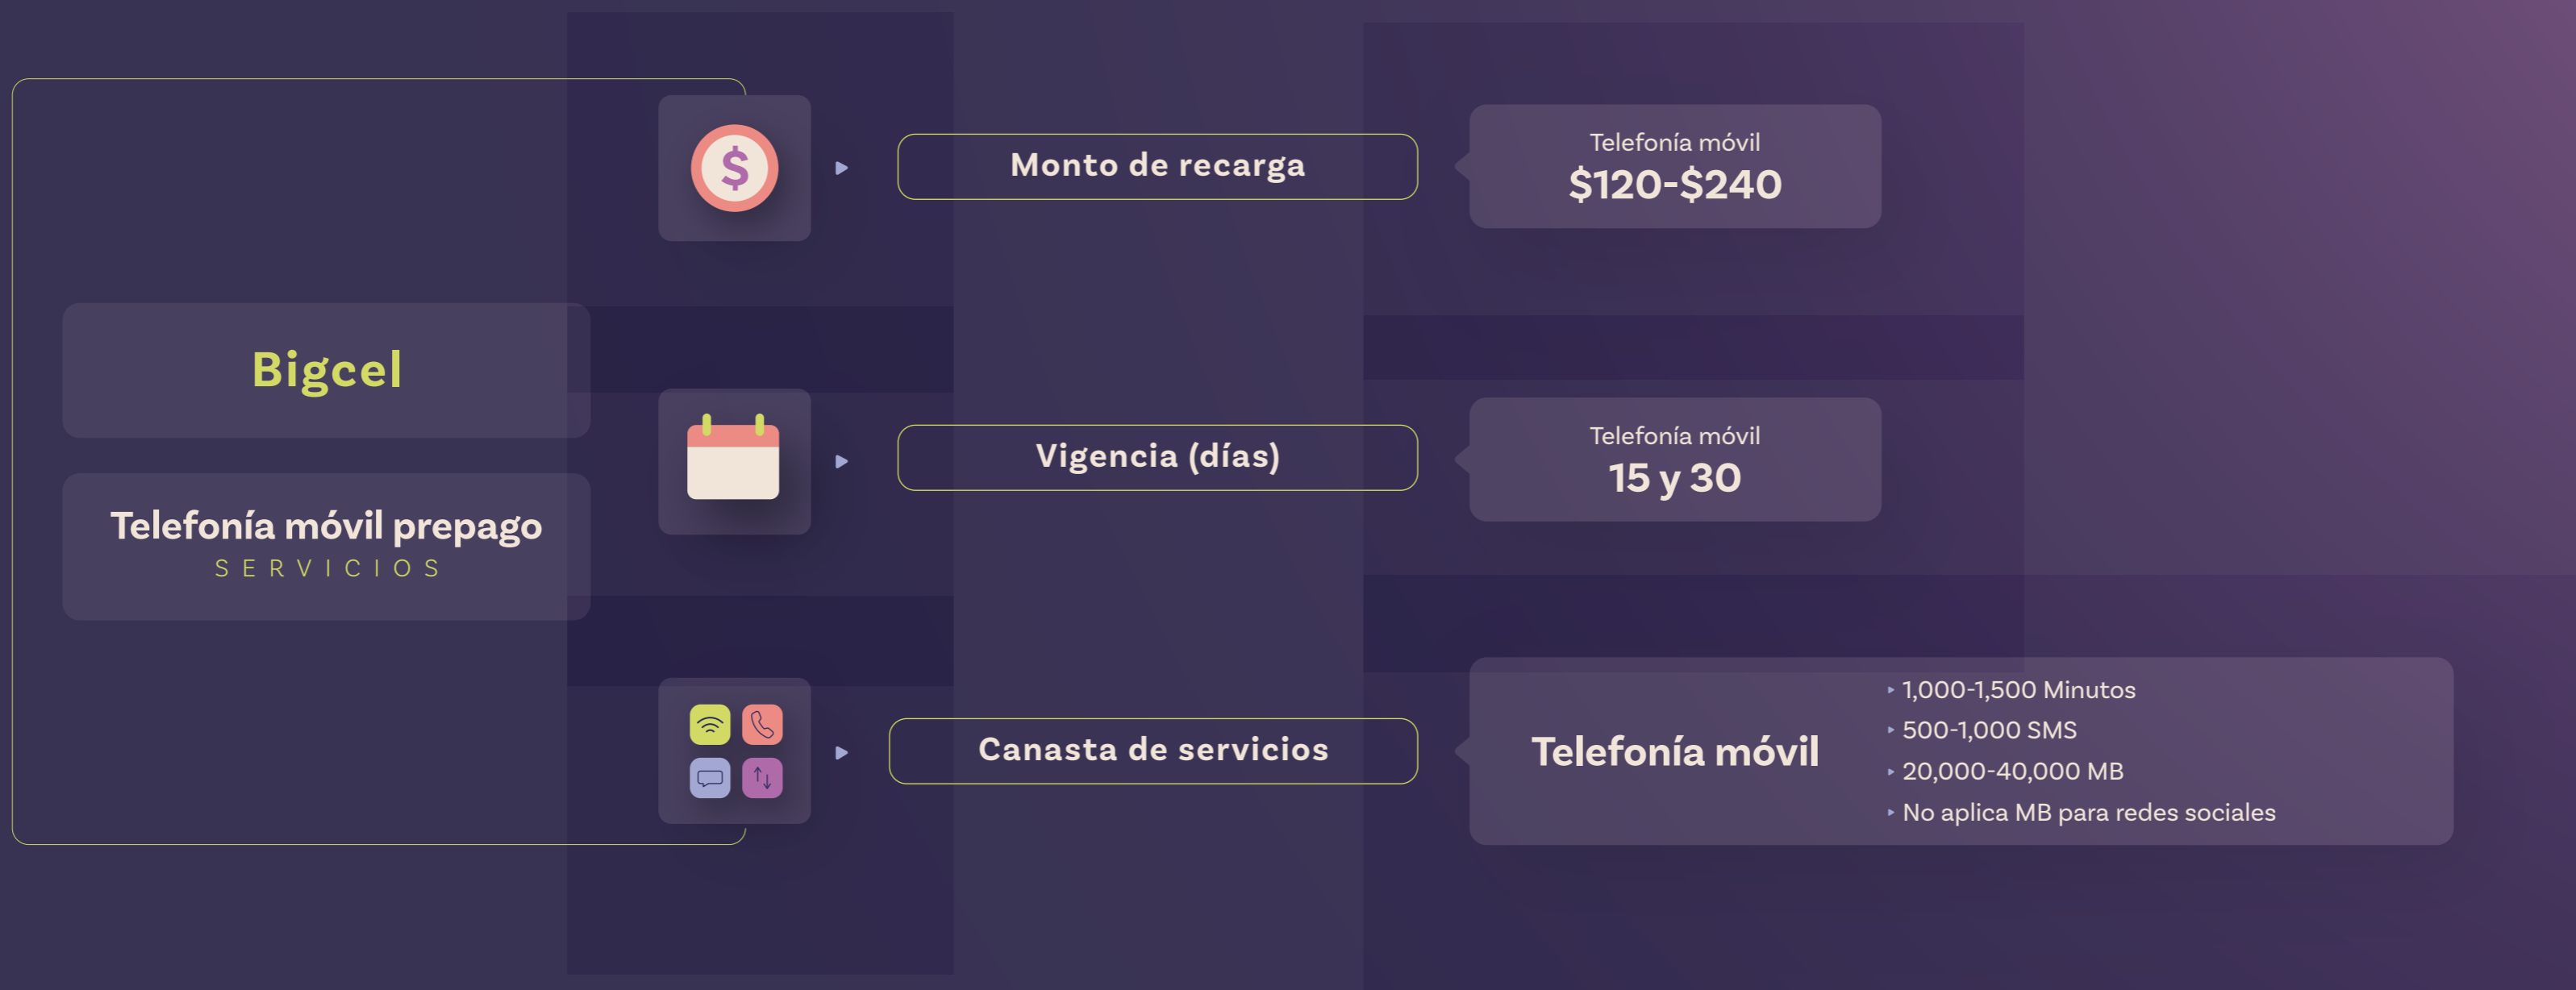 Bigcel
Telefonía móvil prepago
SERVICIOS
$
Monto de recarga
Telefonía móvil
$120-$240
Vigencia (días)
Telefonía móvil
15 y 30
Canasta de servicios
Telefonía móvil
1,000-1,500 Minutos
500-1,000 SMS
20,000-40,000 MB
No aplica MB para redes sociales